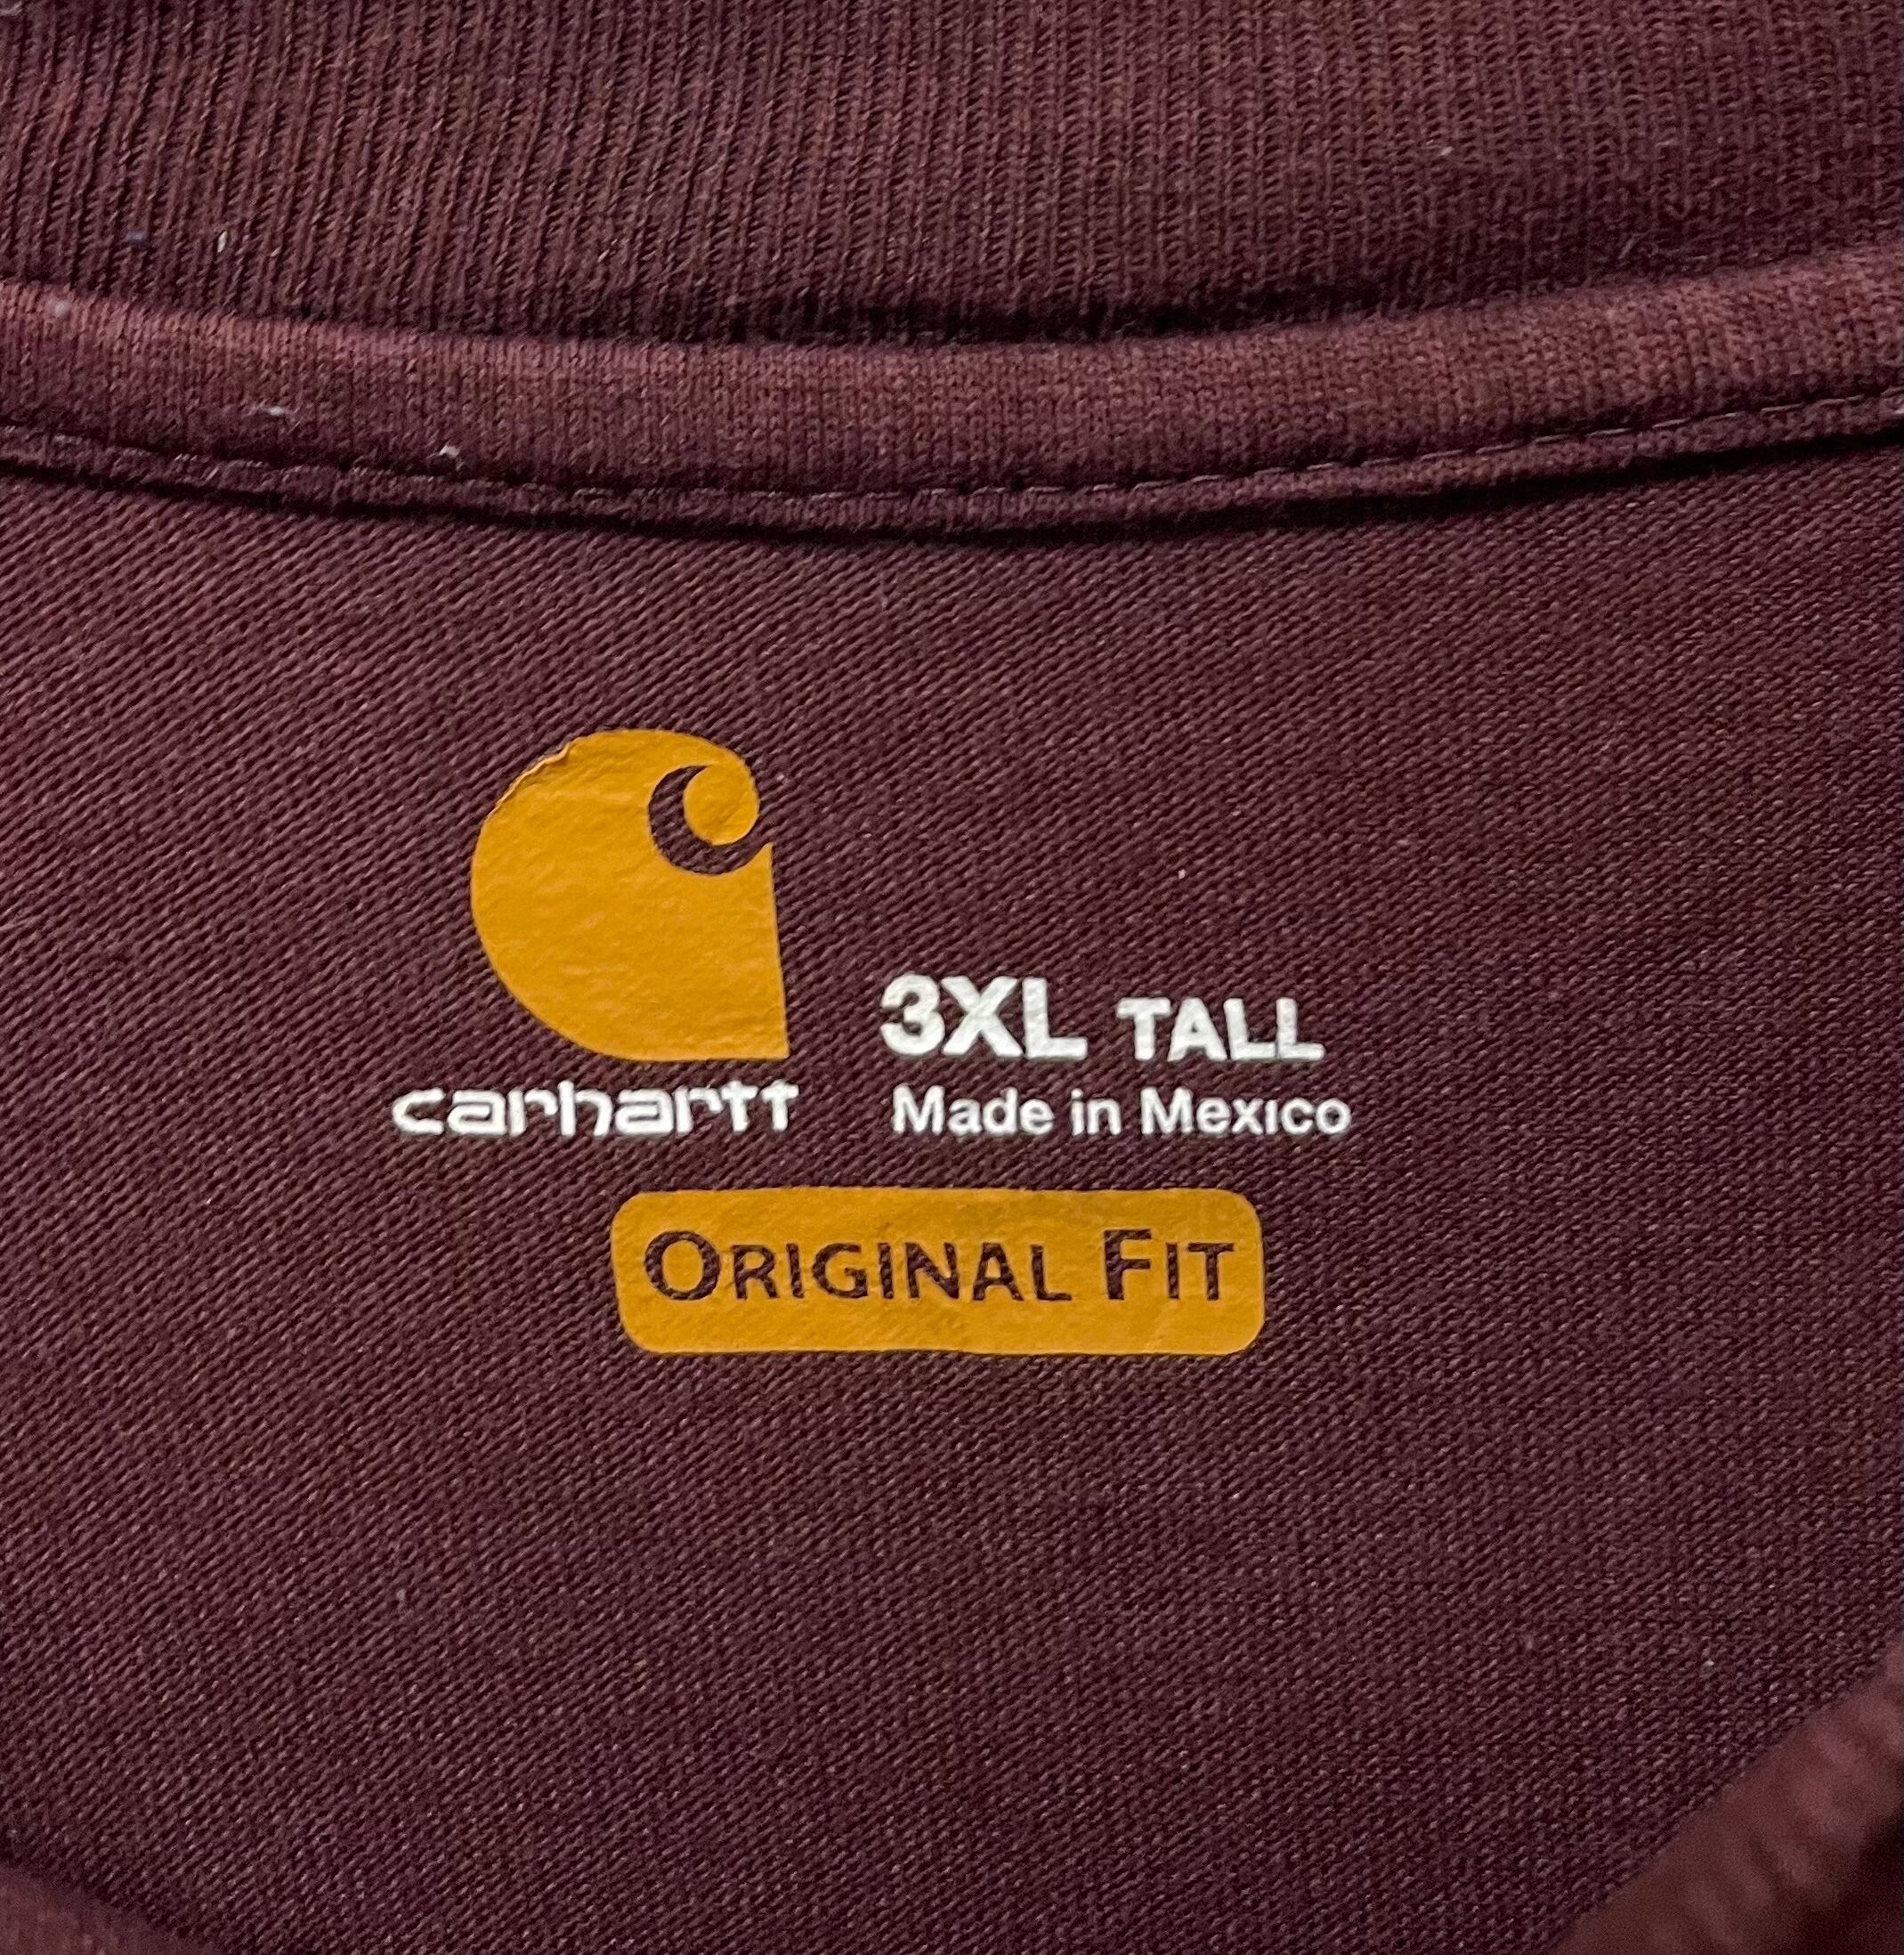 3XL TALL
carhartt Made in Mexico
ORIGINAL FIT